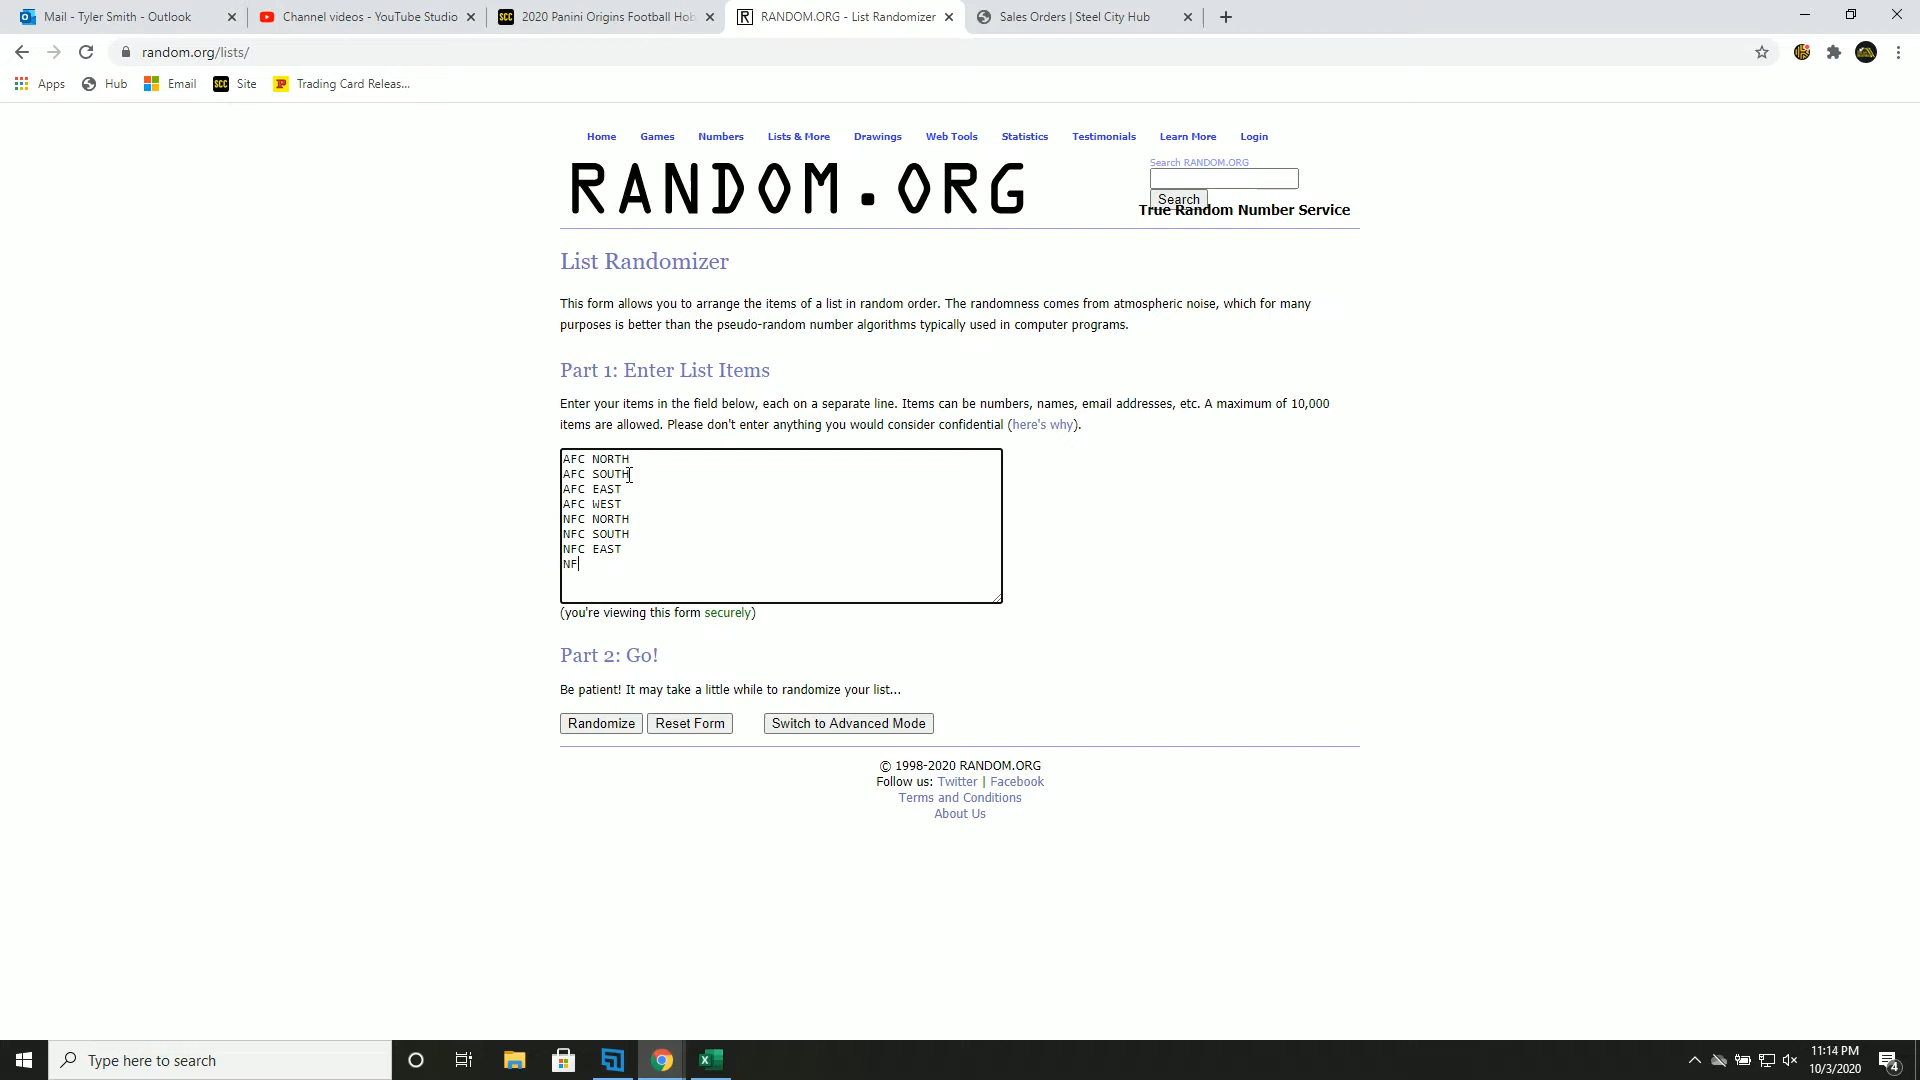 Mail - Tyler Smith - Outlook
Channel videos - YouTube Studio
SCC 2020 Panini Origins Football Hob
R RANDOM.ORG - List Randomizer
Sales Orders | Steel City Hub
random.org/lists/
Apps
Hub
Email
SCC Site
Trading Card Releas...
Home
Games
Numbers
Lists & More
Drawings
Web Tools
Statistics
Testimonials
Learn More
Login
RANDOM.ORG
Search RANDOM.ORG
Search
True Random Number Service
List Randomizer
This form allows you to arrange the items of a list in random order. The randomness comes from atmospheric noise, which for many
purposes is better than the pseudo-random number algorithms typically used in computer programs.
Part 1: Enter List Items
Enter your items in the field below, each on a separate line. Items can be numbers, names, email addresses, etc. A maximum of 10,000
items are allowed. Please don't enter anything you would consider confidential (here's why).
AFC NORTH
AFC SOUTH
AFC EAST
AFC WEST
NFC NORTH
NFC SOUTH
NFC EAST
NF
(you're viewing this form securely)
Part 2: Go!
Be patient! It may take a little while to randomize your list...
Randomize
Reset Form
Switch to Advanced Mode
© 1998-2020 RANDOM.ORG
Follow us: Twitter | Facebook
Terms and Conditions
About Us
Type here to search
11:14 PM
10/3/2020
4